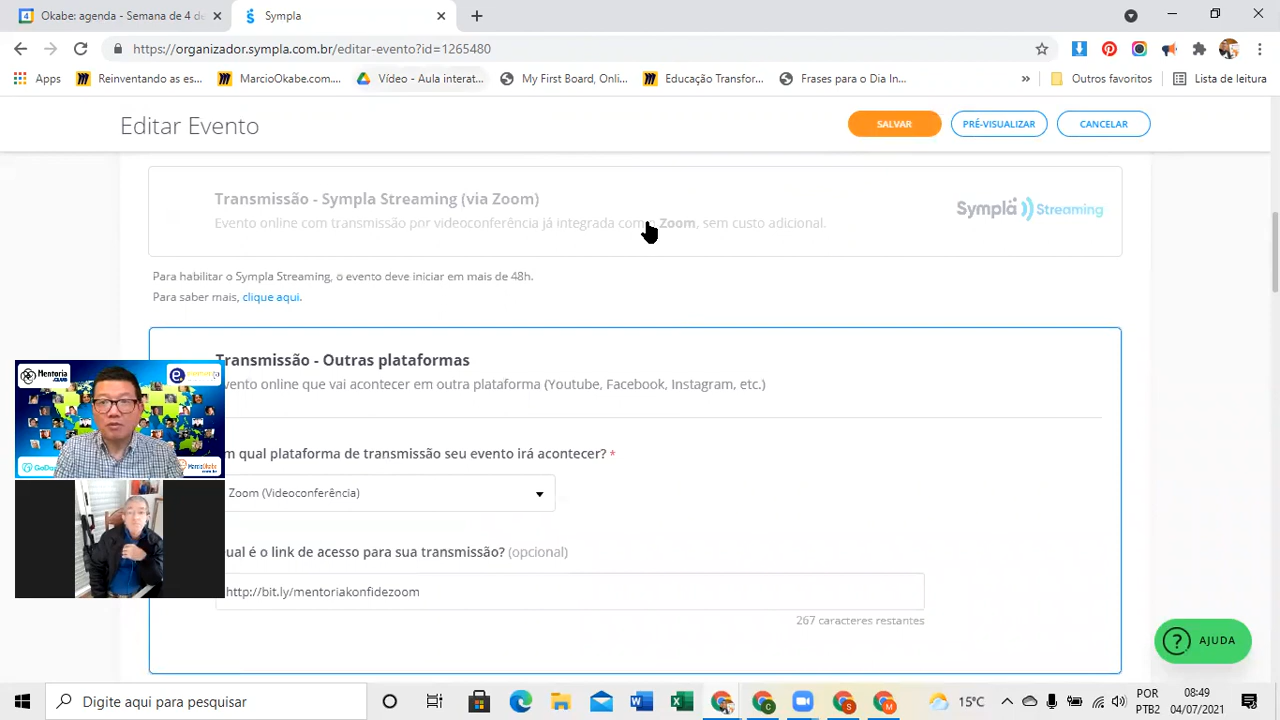 Okabe: agenda - Semana de 4 de
Sympla
https://organizador.sympla.com.br/editar-evento?id=1265480
Apps
Reinventando as es...
MarcioOkabe.com...
Vídeo - Aula interat...
My First Board, Onli...
Educação Transfor...
Frases para o Dia In...
»
Outros favoritos
Lista de leitura
Editar Evento
SALVAR
PRÉ-VISUALIZAR
CANCELAR
Transmissão - Sympla Streaming (via Zoom)
Evento online com transmissão por videoconferência já integrada com o Zoom, sem custo adicional.
Sympla Streaming
Para habilitar o Sympla Streaming, o evento deve iniciar em mais de 48h.
Para saber mais, clique aqui.
Transmissão - Outras plataformas
vento online que vai acontecer em outra plataforma (Youtube, Facebook, Instagram, etc.)
m qual plataforma de transmissão seu evento irá acontecer? *
Zoom (Videoconferência)
ual é o link de acesso para sua transmissão? (opcional)
http://bit.ly/mentoriakonfidezoom
267 caracteres restantes
Mentoria
AJUDA
Digite aqui para pesquisar
15°C
POR
PTB2
08:49
04/07/2021